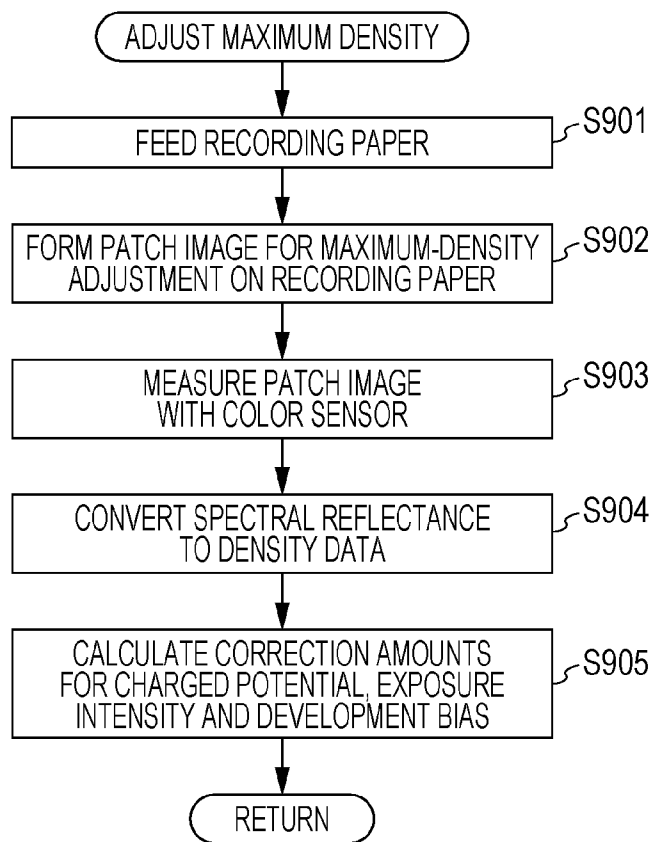 ADJUST MAXIMUM DENSITY
FEED RECORDING PAPER
S901
FORM PATCH IMAGE FOR MAXIMUM-DENSITY
ADJUSTMENT ON RECORDING PAPER
S902
MEASURE PATCH IMAGE
WITH COLOR SENSOR
S903
CONVERT SPECTRAL REFLECTANCE
TO DENSITY DATA
S904
CALCULATE CORRECTION AMOUNTS
FOR CHARGED POTENTIAL, EXPOSURE
INTENSITY AND DEVELOPMENT BIAS
S905
RETURN